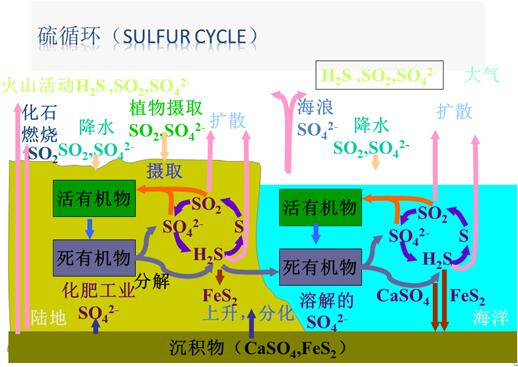 硫循环（SULFUR CYCLE）
火山活动H₂S ,SO₂,SO₄²⁻
H₂S ,SO₂,SO₄²⁻
大气
化石
燃烧
SO₂
降水
SO₂,SO₄²⁻
植物摄取
SO₂,SO₄²⁻
扩散
海浪
SO₄²⁻
降水
SO₂,SO₄²⁻
扩散
摄取
活有机物
SO₂
SO₄²⁻
S
H₂S
死有机物
分解
FeS₂
化肥工业
SO₄²⁻
陆地
上升，分化
活有机物
SO₂
SO₄²⁻
S
H₂S
死有机物
溶解的
SO₄²⁻
CaSO₄
FeS₂
海洋
沉积物（CaSO₄,FeS₂）